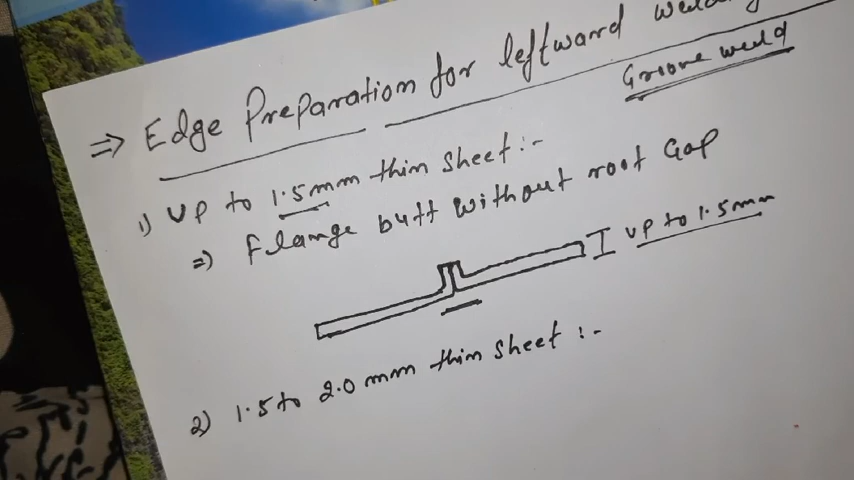 ⇒ Edge Preparation for leftward welding
Groove weld
1) UP to 1.5mm thin sheet:-
⇒ Flange butt without root Gap
up to 1.5mm
2) 1.5 to 2.0 mm thin sheet :-